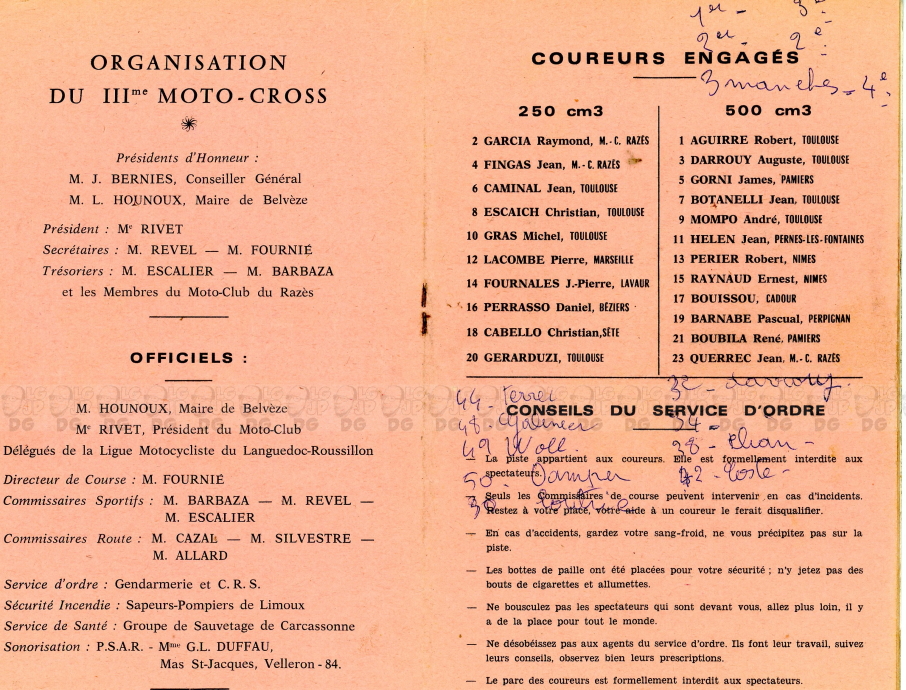 ORGANISATION
DU IIIme MOTO-CROSS
Présidents d'Honneur :
M. J. BERNIES, Conseiller Général
M. L. HOUNOUX, Maire de Belvèze
Président : Me RIVET
Secrétaires : M. REVEL — M. FOURNIÉ
Trésoriers : M. ESCALIER — M. BARBAZA
et les Membres du Moto-Club du Razès
OFFICIELS :
M. HOUNOUX, Maire de Belvèze
Me RIVET, Président du Moto-Club
Délégués de la Ligue Motocycliste du Languedoc-Roussillon
Directeur de Course : M. FOURNIÉ
Commissaires Sportifs : M. BARBAZA — M. REVEL —
M. ESCALIER
Commissaires Route : M. CAZAL — M. SILVESTRE —
M. ALLARD
Service d'ordre : Gendarmerie et C. R. S.
Sécurité Incendie : Sapeurs-Pompiers de Limoux
Service de Santé : Groupe de Sauvetage de Carcassonne
Sonorisation : P.S.A.R. - Mme G.L. DUFFAU,
Mas St-Jacques, Velleron - 84.
1er - 3e
2e
3 manches - 4e
COUREURS ENGAGÉS
250 cm3
2 GARCIA Raymond, M.-C. RAZÈS
4 FINGAS Jean, M.-C. RAZÈS
6 CAMINAL Jean, TOULOUSE
8 ESCAICH Christian, TOULOUSE
10 GRAS Michel, TOULOUSE
12 LACOMBE Pierre, MARSEILLE
14 FOURNALES J.-Pierre, LAVAUR
16 PERRASSO Daniel, BÉZIERS
18 CABELLO Christian, SÈTE
20 GERARDUZI, TOULOUSE
500 cm3
1 AGUIRRE Robert, TOULOUSE
3 DARROUY Auguste, TOULOUSE
5 GORNI James, PAMIERS
7 BOTANELLI Jean, TOULOUSE
9 MOMPO André, TOULOUSE
11 HELEN Jean, PERNES-LES-FONTAINES
13 PERIER Robert, NIMES
15 RAYNAUD Ernest, NIMES
17 BOUISSOU, CADOUR
19 BARNABE Pascual, PERPIGNAN
21 BOUBILA René, PAMIERS
23 QUERREC Jean, M.-C. RAZÈS
44 - 
48 - 
49 Woll
50 - Damper
32 - Darrouy.
34 -
38 -
42 - Coste -
CONSEILS DU SERVICE D'ORDRE
— La piste appartient aux coureurs. Elle est formellement interdite aux
spectateurs.
— Seuls les Commissaires de course peuvent intervenir en cas d'incidents.
Restez à votre place, votre aide à un coureur le ferait disqualifier.
— En cas d'accidents, gardez votre sang-froid, ne vous précipitez pas sur la
piste.
— Les bottes de paille ont été placées pour votre sécurité ; n'y jetez pas des
bouts de cigarettes et allumettes.
— Ne bousculez pas les spectateurs qui sont devant vous, allez plus loin, il y
a de la place pour tout le monde.
— Ne désobéissez pas aux agents du service d'ordre. Ils font leur travail, suivez
leurs conseils, observez bien leurs prescriptions.
— Le parc des coureurs est formellement interdit aux spectateurs.